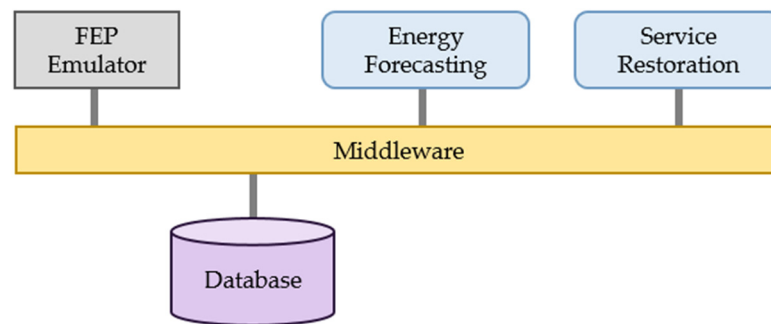 FEP
Emulator
Energy
Forecasting
Service
Restoration
Middleware
Database